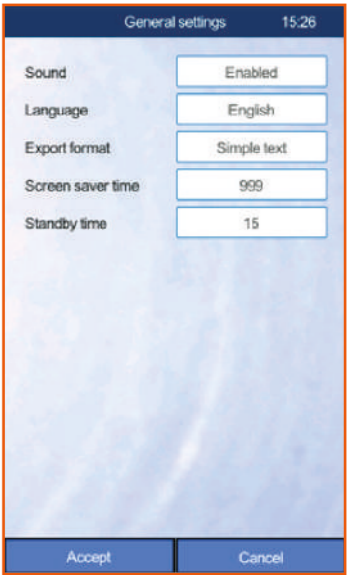 General settings 15:26
Sound Enabled
Language English
Export format Simple text
Screen saver time 999
Standby time 15
Accept Cancel